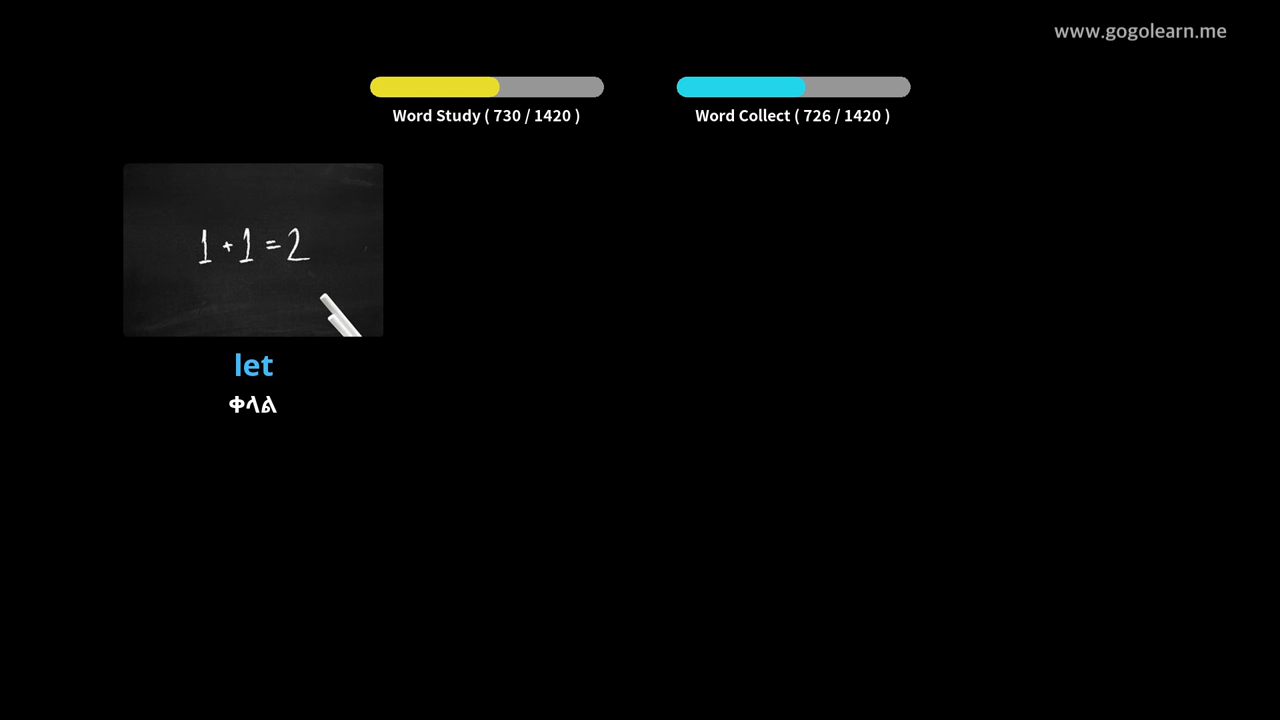 www.gogolearn.me
Word Study ( 730 / 1420 )
Word Collect ( 726 / 1420 )
1 + 1 = 2
let
ቀላል